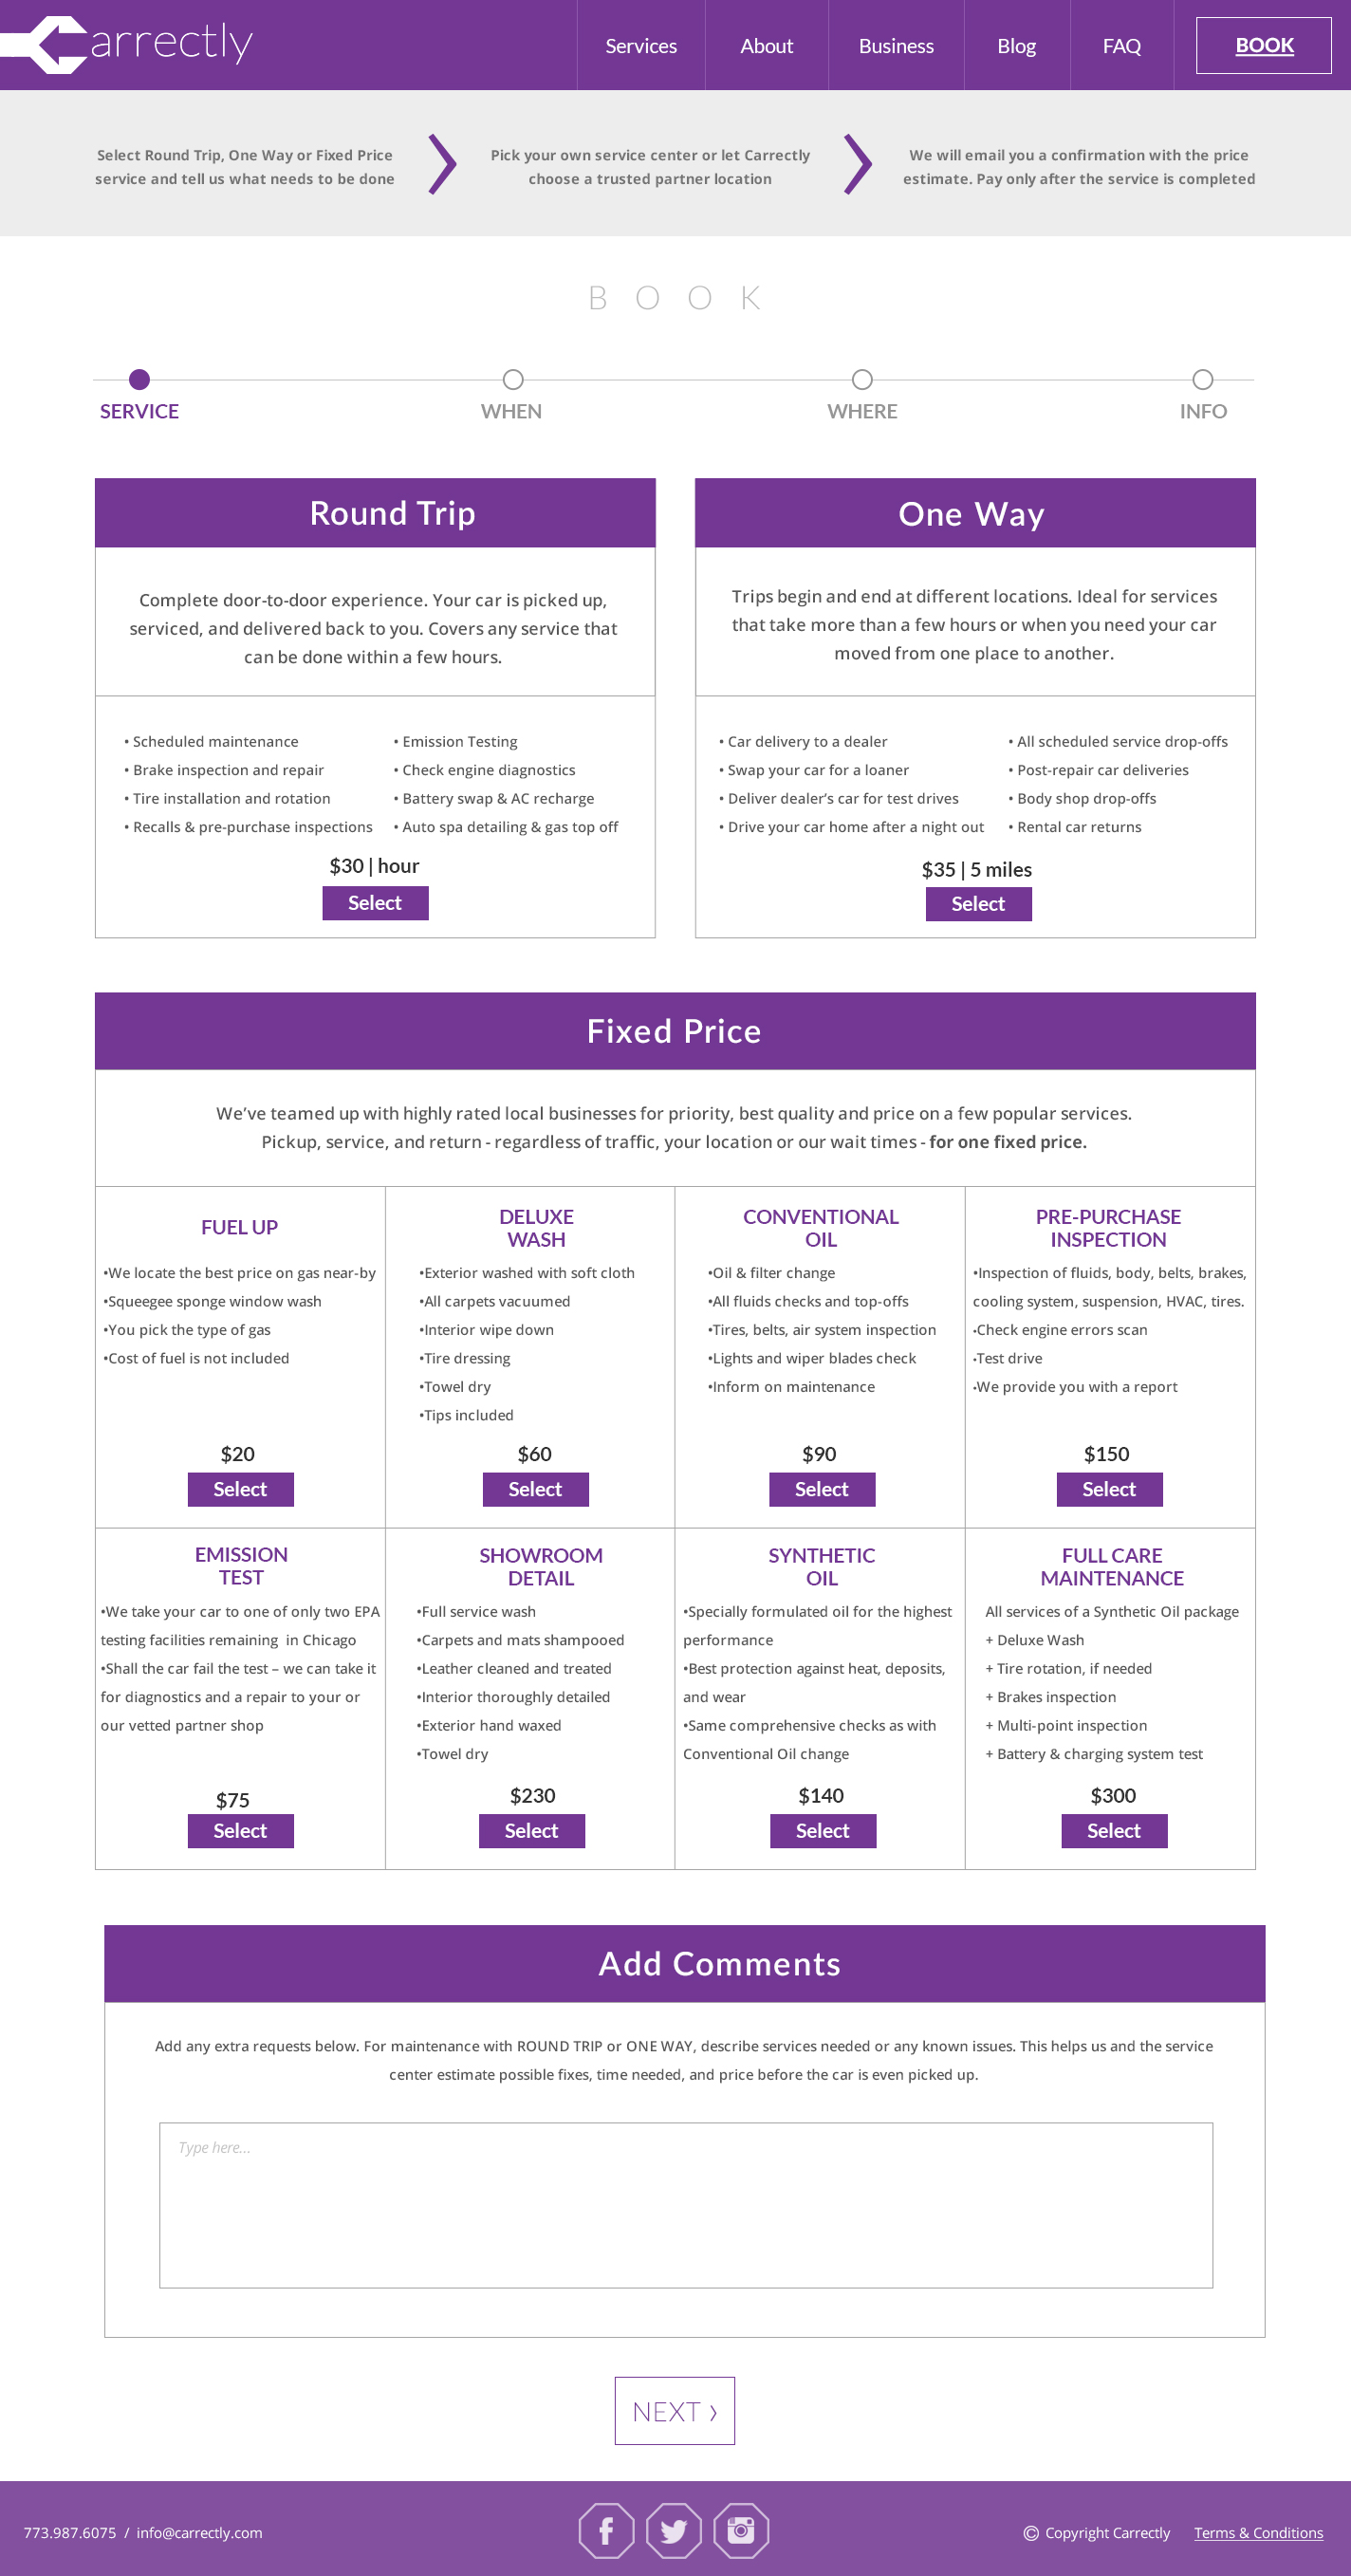 Carrectly
Services
About
Business
Blog
FAQ
BOOK
Select Round Trip, One Way or Fixed Price
service and tell us what needs to be done
Pick your own service center or let Carrectly
choose a trusted partner location
We will email you a confirmation with the price
estimate. Pay only after the service is completed
BOOK
SERVICE
WHEN
WHERE
INFO
Round Trip
Complete door-to-door experience. Your car is picked up,
serviced, and delivered back to you. Covers any service that
can be done within a few hours.
• Scheduled maintenance
• Brake inspection and repair
• Tire installation and rotation
• Recalls & pre-purchase inspections
• Emission Testing
• Check engine diagnostics
• Battery swap & AC recharge
• Auto spa detailing & gas top off
$30 | hour
Select
One Way
Trips begin and end at different locations. Ideal for services
that take more than a few hours or when you need your car
moved from one place to another.
• Car delivery to a dealer
• Swap your car for a loaner
• Deliver dealer’s car for test drives
• Drive your car home after a night out
• All scheduled service drop-offs
• Post-repair car deliveries
• Body shop drop-offs
• Rental car returns
$35 | 5 miles
Select
Fixed Price
We’ve teamed up with highly rated local businesses for priority, best quality and price on a few popular services.
Pickup, service, and return - regardless of traffic, your location or our wait times - for one fixed price.
FUEL UP
•We locate the best price on gas near-by
•Squeegee sponge window wash
•You pick the type of gas
•Cost of fuel is not included
$20
Select
DELUXE
WASH
•Exterior washed with soft cloth
•All carpets vacuumed
•Interior wipe down
•Tire dressing
•Towel dry
•Tips included
$60
Select
CONVENTIONAL
OIL
•Oil & filter change
•All fluids checks and top-offs
•Tires, belts, air system inspection
•Lights and wiper blades check
•Inform on maintenance
$90
Select
PRE-PURCHASE
INSPECTION
•Inspection of fluids, body, belts, brakes,
cooling system, suspension, HVAC, tires.
•Check engine errors scan
•Test drive
•We provide you with a report
$150
Select
EMISSION
TEST
•We take your car to one of only two EPA
testing facilities remaining in Chicago
•Shall the car fail the test – we can take it
for diagnostics and a repair to your or
our vetted partner shop
$75
Select
SHOWROOM
DETAIL
•Full service wash
•Carpets and mats shampooed
•Leather cleaned and treated
•Interior thoroughly detailed
•Exterior hand waxed
•Towel dry
$230
Select
SYNTHETIC
OIL
•Specially formulated oil for the highest
performance
•Best protection against heat, deposits,
and wear
•Same comprehensive checks as with
Conventional Oil change
$140
Select
FULL CARE
MAINTENANCE
All services of a Synthetic Oil package
+ Deluxe Wash
+ Tire rotation, if needed
+ Brakes inspection
+ Multi-point inspection
+ Battery & charging system test
$300
Select
Add Comments
Add any extra requests below. For maintenance with ROUND TRIP or ONE WAY, describe services needed or any known issues. This helps us and the service
center estimate possible fixes, time needed, and price before the car is even picked up.
Type here...
NEXT ›
773.987.6075 / info@carrectly.com
© Copyright Carrectly
Terms & Conditions